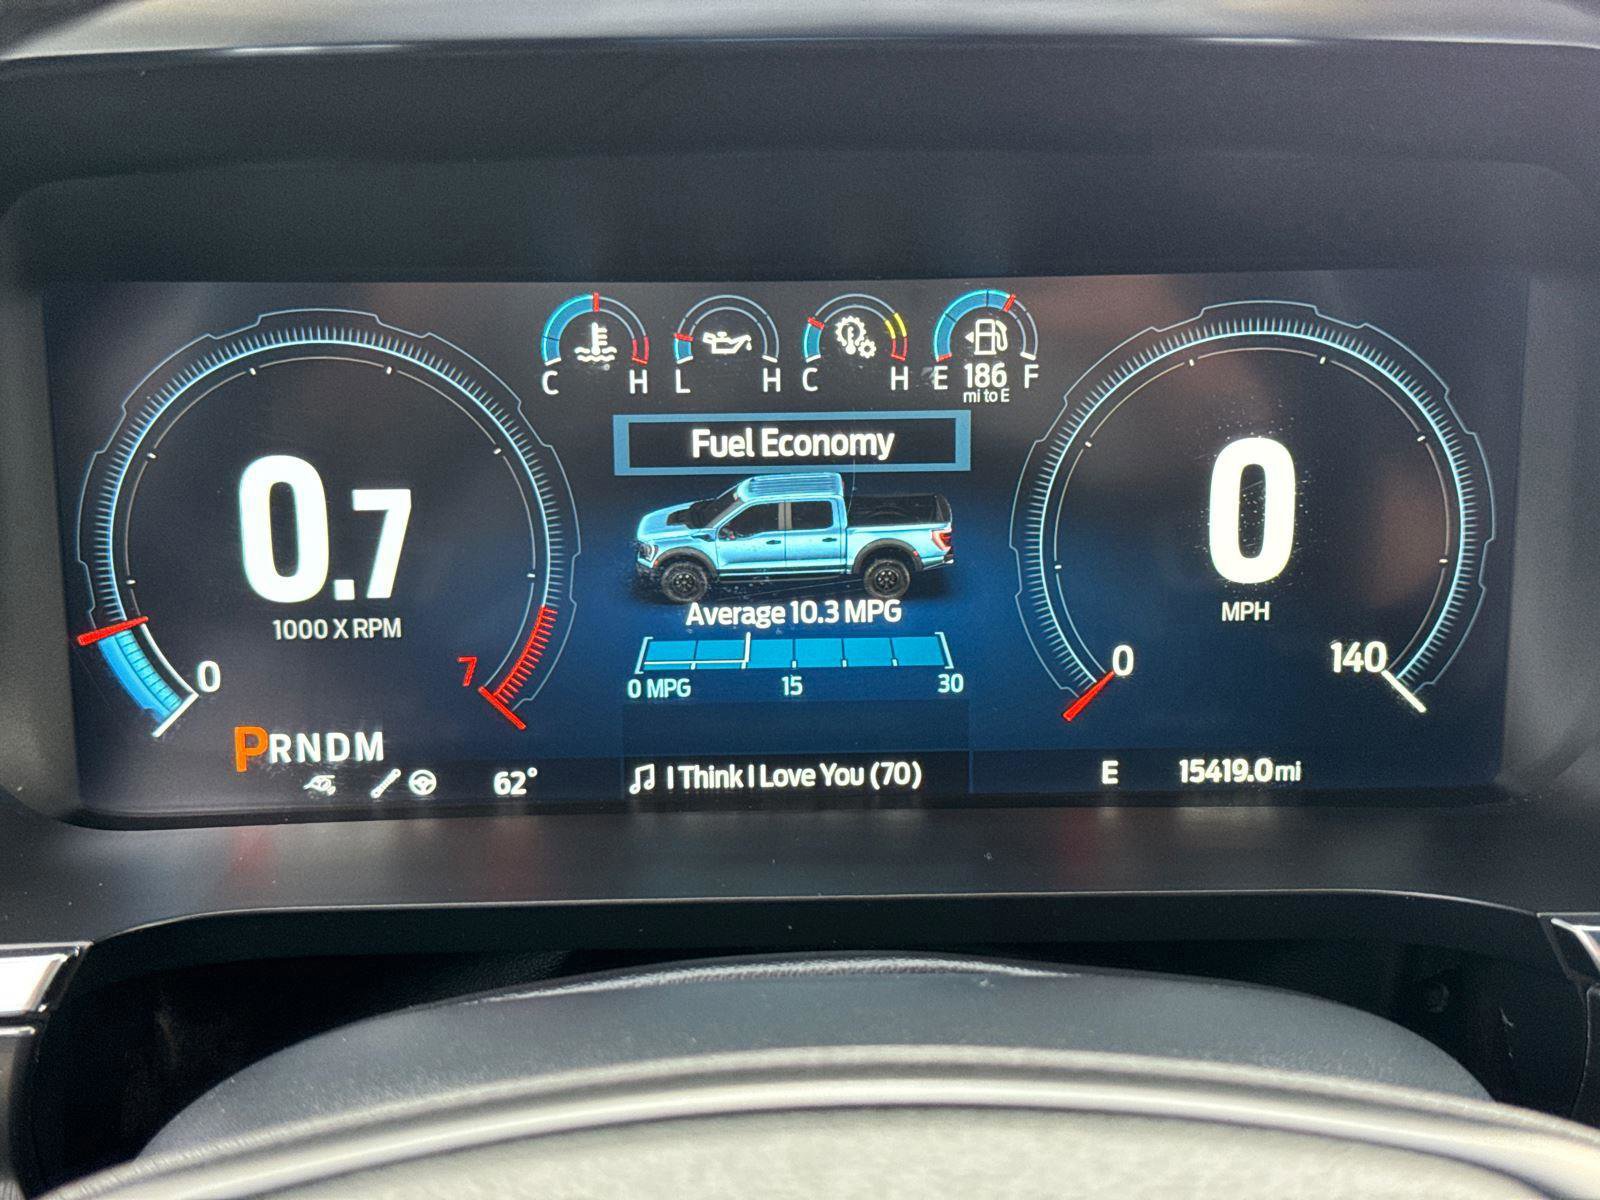 C H
L H
C H
E 186 F
mi to E
Fuel Economy
0.7
1000 X RPM
0
7
Average 10.3 MPG
0 MPG 15 30
0
MPH
0
140
PRNDM
62°
I Think I Love You (70)
E 15419.0mi